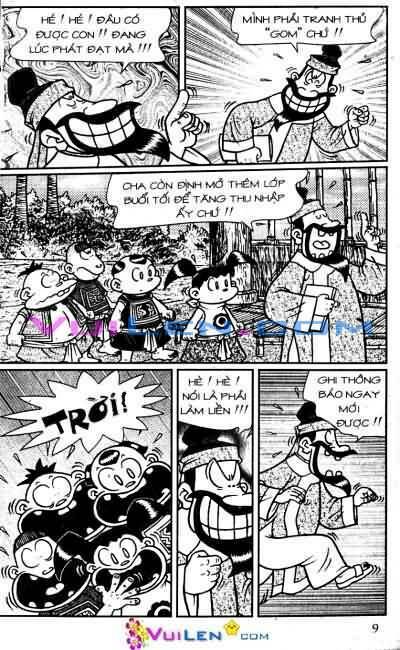 HÉ! HÉ! ĐÂU CÓ
ĐƯỢC CON!! ĐANG
LÚC PHÁT ĐẠT MÀ!!!
MÌNH PHẢI TRANH THỦ
"GOM" CHỨ!!
CHA CÒN ĐỊNH MỞ THÊM LỚP
BUỔI TỐI ĐỂ TĂNG THU NHẬP
ẤY CHỨ!!
VUILEN.COM
TRỜI!
HÈ! HÈ!
NÓI LÀ PHẢI
LÀM LIỀN!!!
GHI THÔNG
BÁO NGAY
MỚI
ĐƯỢC!!
9
VUILEN.COM